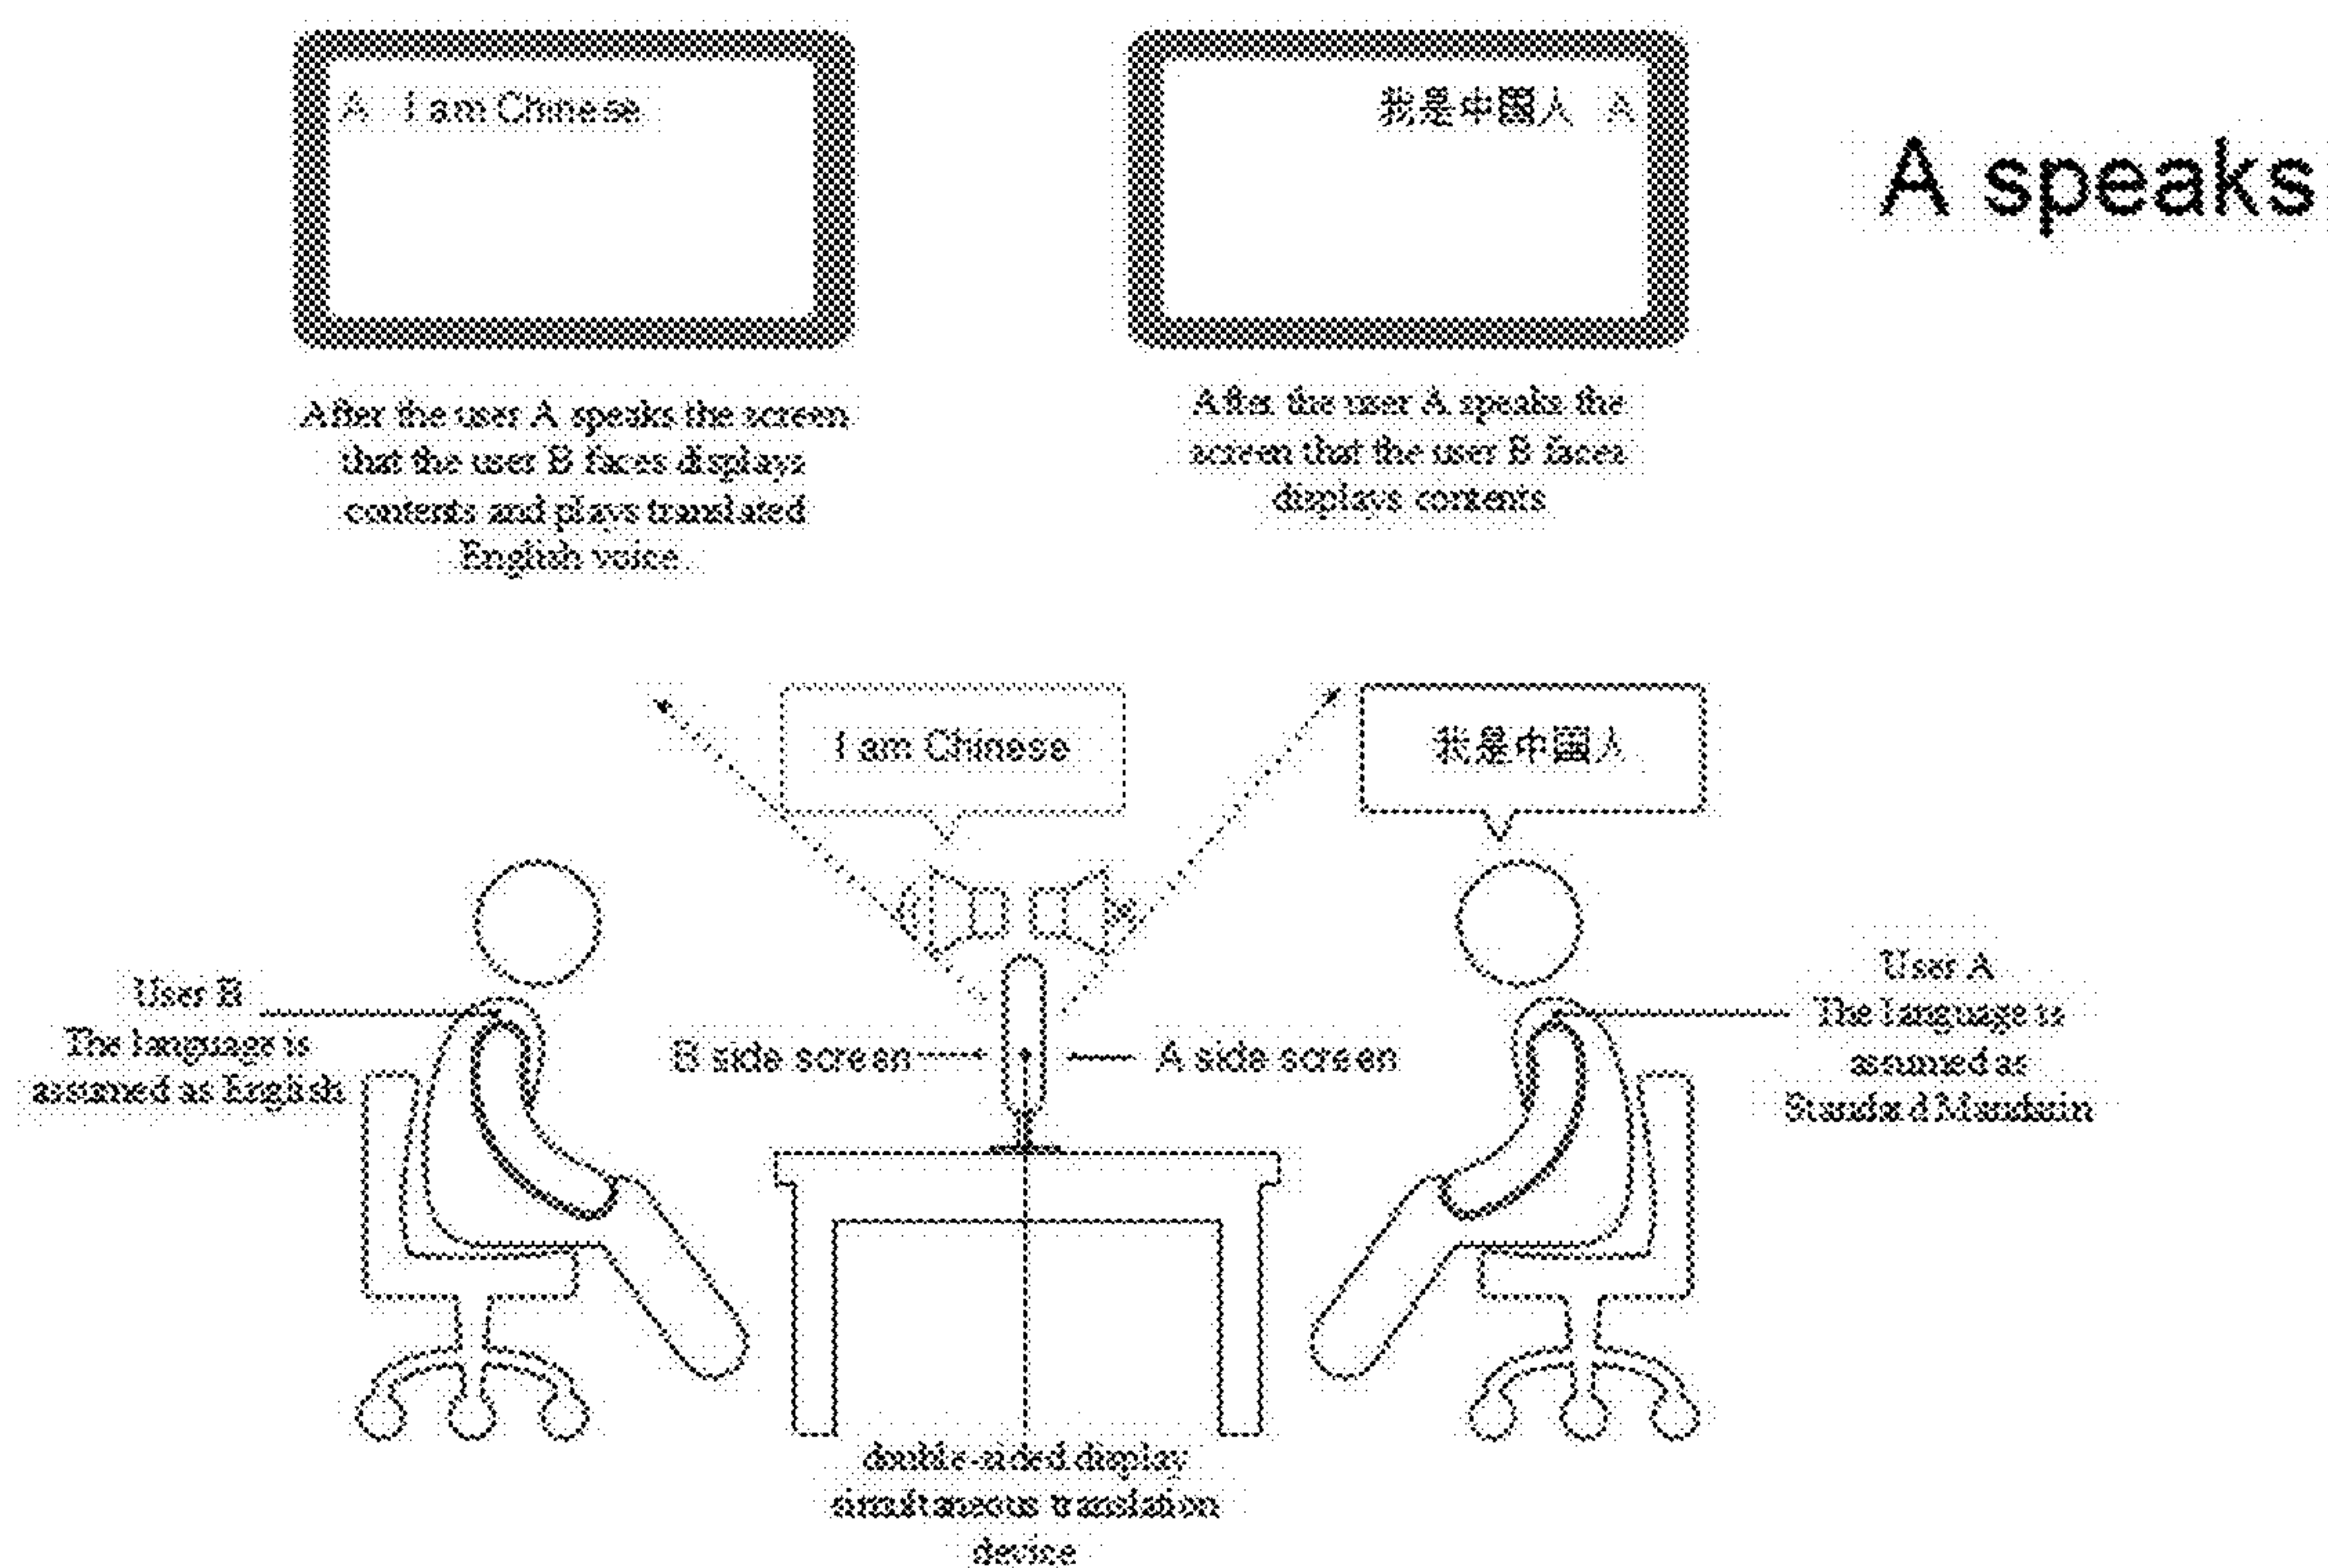 A I am Chinese
我是中国人 A
A speaks
After the user A speaks the screen
that the user B faces displays
contents and plays translated
English voice
After the user A speaks the
screen that the user B faces
displays contents
I am Chinese
我是中国人
User B
The language is
assumed as English
B side screen
A side screen
User A
The language is
assumed as
Standard Mandarin
double-sided display
simultaneous translation
device